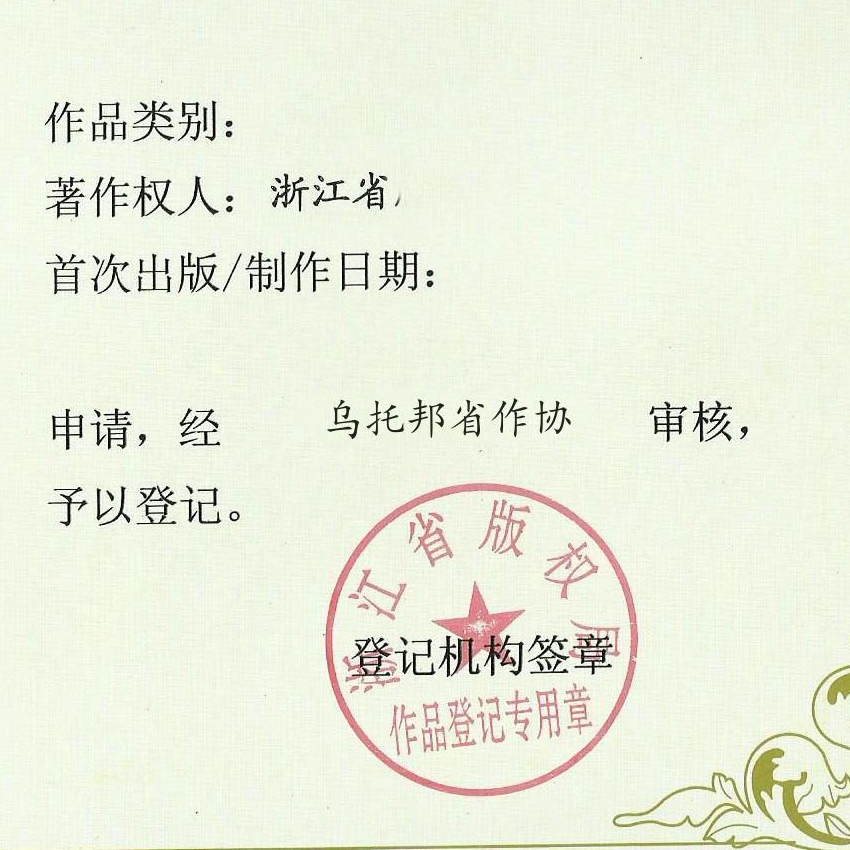 作品类别：
著作权人：浙江省
首次出版/制作日期：
申请，经 乌托邦省作协 审核，
予以登记。
浙江省版权局
登记机构签章
作品登记专用章